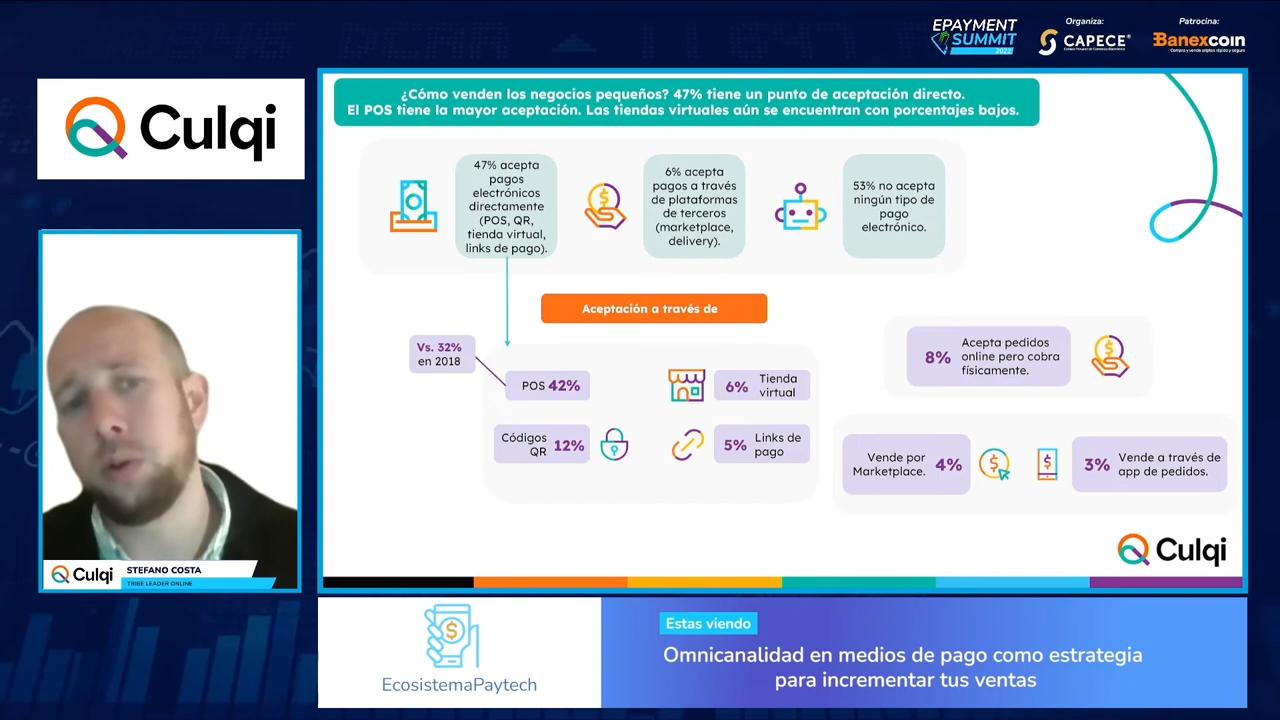 EPAYMENT
SUMMIT
2022
Organiza:
CAPECE
Patrocina:
Banexcoin
Culqi
¿Cómo venden los negocios pequeños? 47% tiene un punto de aceptación directo.
El POS tiene la mayor aceptación. Las tiendas virtuales aún se encuentran con porcentajes bajos.
47% acepta
pagos
electrónicos
directamente
(POS, QR,
tienda virtual,
links de pago).
6% acepta
pagos a través
de plataformas
de terceros
(marketplace,
delivery).
53% no acepta
ningún tipo de
pago
electrónico.
Aceptación a través de
Vs. 32%
en 2018
POS 42%
6% Tienda
virtual
Códigos
QR 12%
5% Links de
pago
8% Acepta pedidos
online pero cobra
físicamente.
Vende por
Marketplace. 4%
3% Vende a través de
app de pedidos.
Culqi
Culqi
STEFANO COSTA
TRIBE LEADER ONLINE
EcosistemaPaytech
Estas viendo
Omnicanalidad en medios de pago como estrategia
para incrementar tus ventas